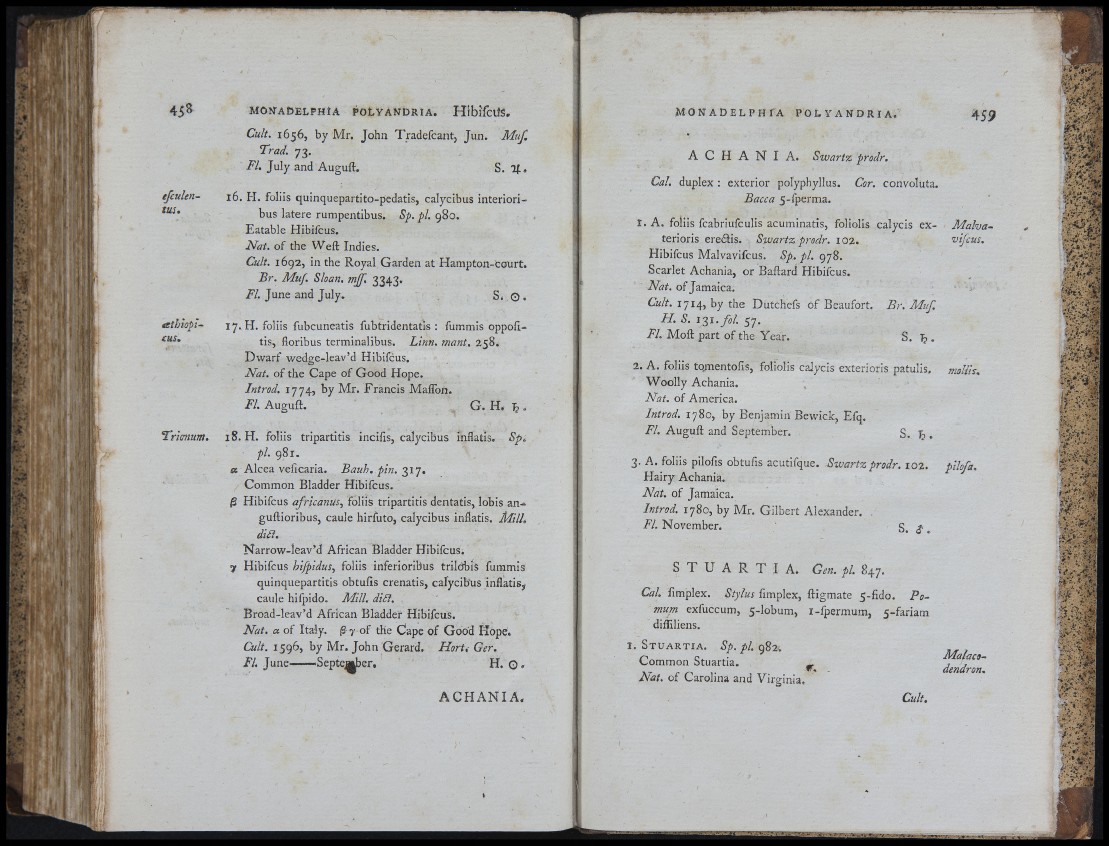 458 MONADELPHIA POLYANDRIA. Hibiſcus.
Cult. 1656, by Mr. John Tradeſcant, Jun. Muſ.
Trad. 73.
Fl. July and Auguſt. S. ♃.
eſculen-
tus.
16. H. foliis quinquepartito-pedatis, calycibus interiori-
bus latere rumpentibus. Sp. pl. 980.
Eatable Hibiſcus.
Nat. of the Weſt Indies.
Cult. 1692, in the Royal Garden at Hampton-court.
Br. Muſ. Sloan. mſſ. 3343.
Fl. June and July. S. ☉.
æthiopi-
cus.
17. H. foliis ſubcuneatis ſubtridentatis : ſummis oppoſi-
tis, floribus terminalibus. Linn. mant. 258.
Dwarf wedge-leav'd Hibiſcus.
Nat. of the Cape of Good Hope.
Introd. 1774, by Mr. Francis Maſſon.
Fl. Auguſt. G. H. ♄.
Trionum.
18. H. foliis tripartitis inciſis, calycibus inflatis. Sp.
pl. 981.
α Alcea veſicaria. Bauh. pin. 317.
Common Bladder Hibiſcus.
β Hibiſcus africanus, foliis tripartitis dentatis, lobis an-
guſtioribus, caule hirſuto, calycibus inflatis. Mill.
dict.
Narrow-leav'd African Bladder Hibiſcus.
γ Hibiſcus hiſpidus, foliis inferioribus trilobis ſummis
quinquepartitis obtuſis crenatis, calycibus inflatis,
caule hiſpido. Mill. dict.
Broad-leav'd African Bladder Hibiſcus.
Nat. α of Italy. β γ of the Cape of Good Hope.
Cult. 1596, by Mr. John Gerard. Hort. Ger.
Fl. June——September. H. ☉.
ACHANIA.
MONADELPHIA POLYANDRIA. 459
ACHANIA. Swartz prodr.
Cal. duplex : exterior polyphyllus. Cor. convoluta.
Bacca 5-ſperma.
1. A. foliis ſcabriuſculis acuminatis, foliolis calycis ex-
terioris erectis. Swartz prodr. 102.
Malva-
viſcus.
Hibiſcus Malvaviſcus. Sp. pl. 978.
Scarlet Achania, or Baſtard Hibiſcus.
Nat. of Jamaica.
Cult. 1714, by the Dutcheſs of Beaufort. Br. Muſ.
H. S. 131. fol. 57.
Fl. Moſt part of the Year. S. ♄.
2. A. foliis tomentoſis, foliolis calycis exterioris patulis. mollis.
Woolly Achania.
Nat. of America.
Introd. 1780, by Benjamin Bewick, Eſq.
Fl. Auguſt and September. S. ♄.
3. A. foliis piloſis obtuſis acutiſque. Swartz prodr. 102. piloſa.
Hairy Achania.
Nat. of Jamaica.
Introd. 1780, by Mr. Gilbert Alexander.
Fl. November. S. ♂.
STUARTIA. Gen. pl. 847.
Cal. ſimplex. Stylus ſimplex, ſtigmate 5-fido. Po-
mum exſuccum, 5-lobum, 1-ſpermum, 5-fariam
diſſiliens.
1. STUARTIA. Sp. pl. 982.
Malaco-
dendron.
Common Stuartia.
Nat. of Carolina and Virginia.
Cult.